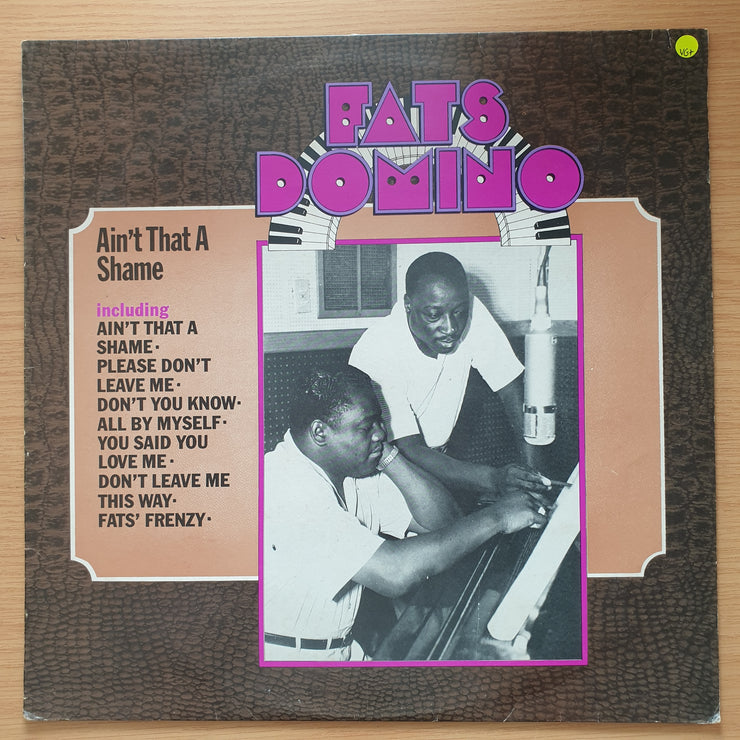 VG+
FATS
DOMINO
Ain't That A
Shame
including
AIN'T THAT A
SHAME·
PLEASE DON'T
LEAVE ME·
DON'T YOU KNOW·
ALL BY MYSELF·
YOU SAID YOU
LOVE ME·
DON'T LEAVE ME
THIS WAY·
FATS' FRENZY·